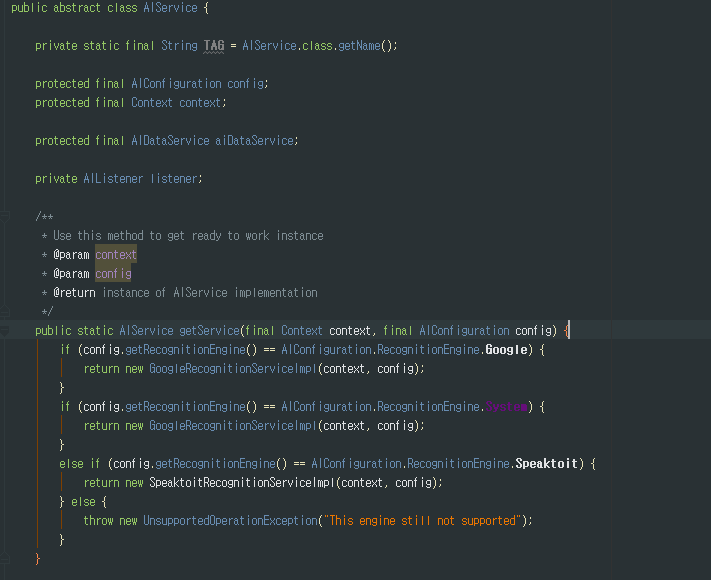 public abstract class AIService {
private static final String TAG = AIService.class.getName();
protected final AIConfiguration config;
protected final Context context;
protected final AIDataService aiDataService;
private AIListener listener;
/**
* Use this method to get ready to work instance
* @param context
* @param config
* @return instance of AIService implementation
*/
public static AIService getService(final Context context, final AIConfiguration config) {
if (config.getRecognitionEngine() == AIConfiguration.RecognitionEngine.Google) {
return new GoogleRecognitionServiceImpl(context, config);
}
if (config.getRecognitionEngine() == AIConfiguration.RecognitionEngine.System) {
return new GoogleRecognitionServiceImpl(context, config);
}
else if (config.getRecognitionEngine() == AIConfiguration.RecognitionEngine.Speaktoit) {
return new SpeaktoitRecognitionServiceImpl(context, config);
} else {
throw new UnsupportedOperationException("This engine still not supported");
}
}